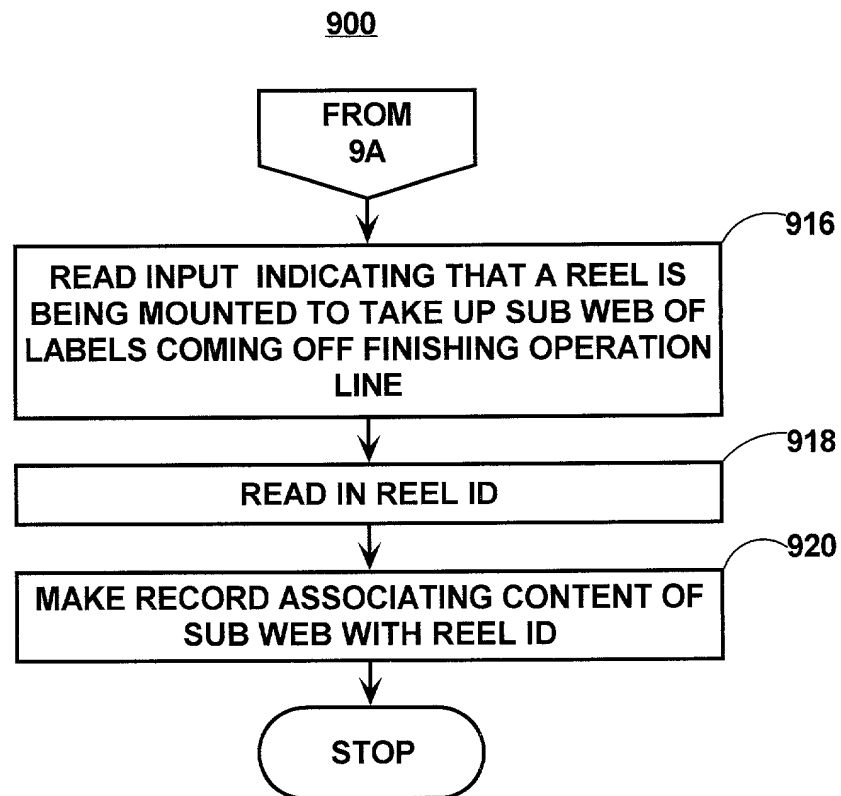 900
FROM
9A
916
READ INPUT INDICATING THAT A REEL IS
BEING MOUNTED TO TAKE UP SUB WEB OF
LABELS COMING OFF FINISHING OPERATION
LINE
918
READ IN REEL ID
920
MAKE RECORD ASSOCIATING CONTENT OF
SUB WEB WITH REEL ID
STOP